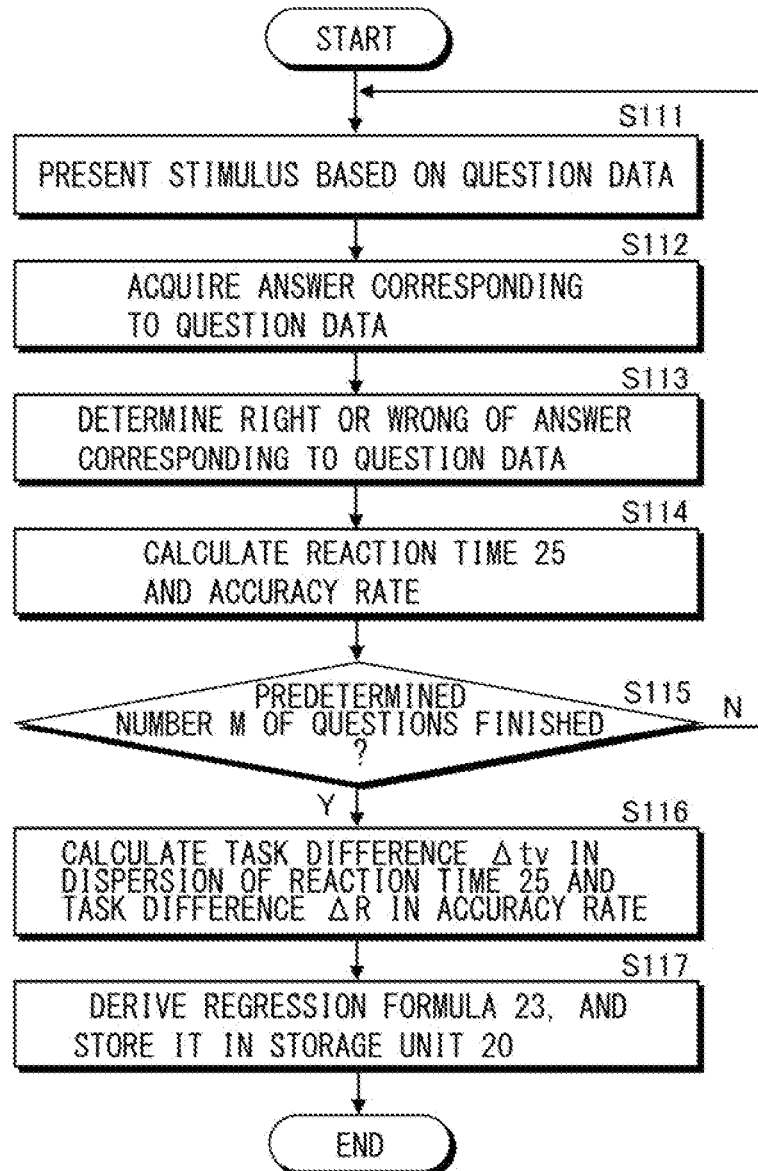 START
S111
PRESENT STIMULUS BASED ON QUESTION DATA
S112
ACQUIRE ANSWER CORRESPONDING
TO QUESTION DATA
S113
DETERMINE RIGHT OR WRONG OF ANSWER
CORRESPONDING TO QUESTION DATA
S114
CALCULATE REACTION TIME 25
AND ACCURACY RATE
S115
PREDETERMINED
NUMBER M OF QUESTIONS FINISHED
?
N
Y
S116
CALCULATE TASK DIFFERENCE Δtv IN
DISPERSION OF REACTION TIME 25 AND
TASK DIFFERENCE ΔR IN ACCURACY RATE
S117
DERIVE REGRESSION FORMULA 23, AND
STORE IT IN STORAGE UNIT 20
END